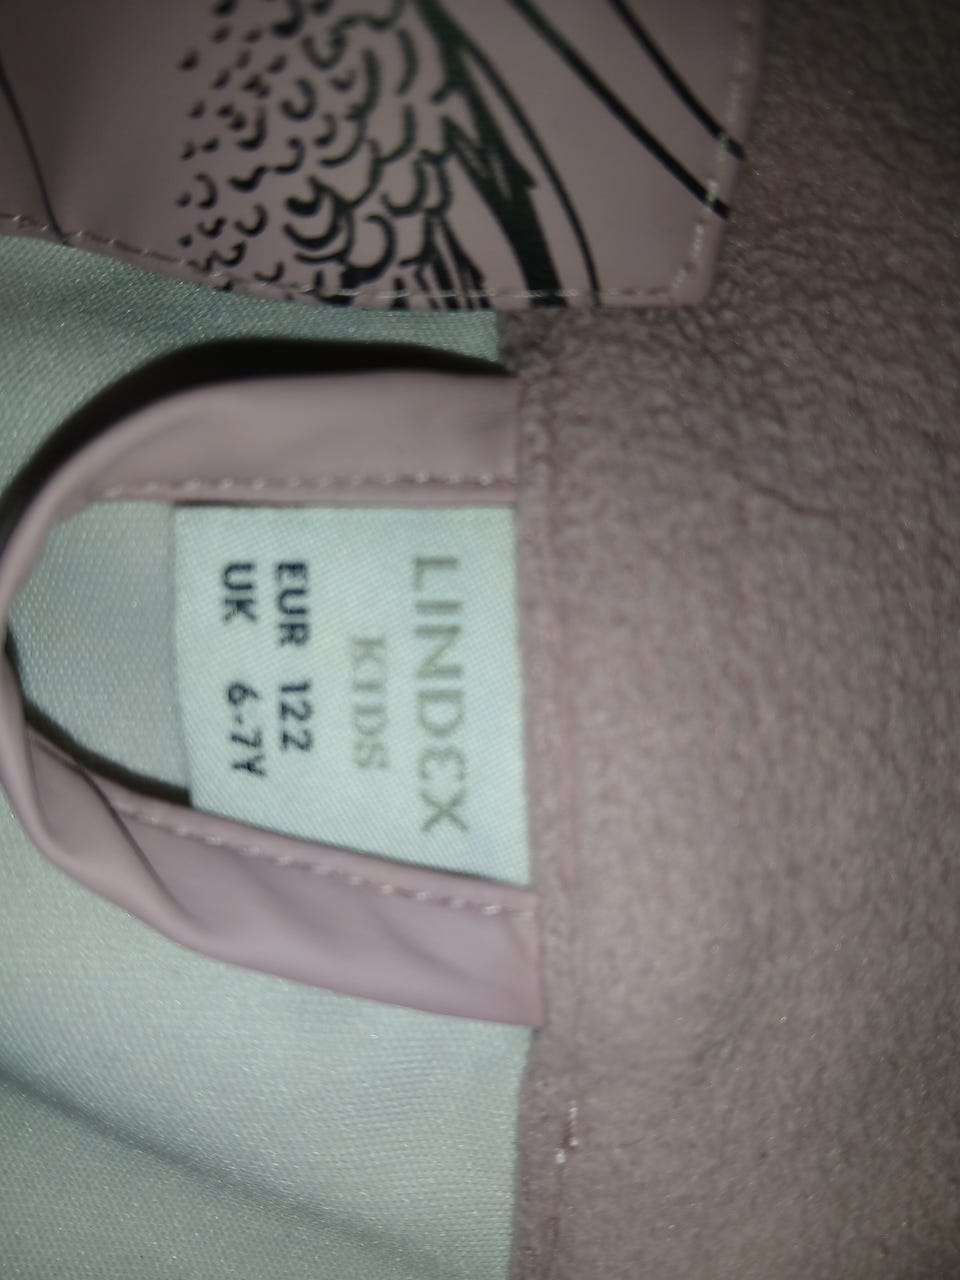 LINDEX
KIDS
EUR 122
UK 6-7Y